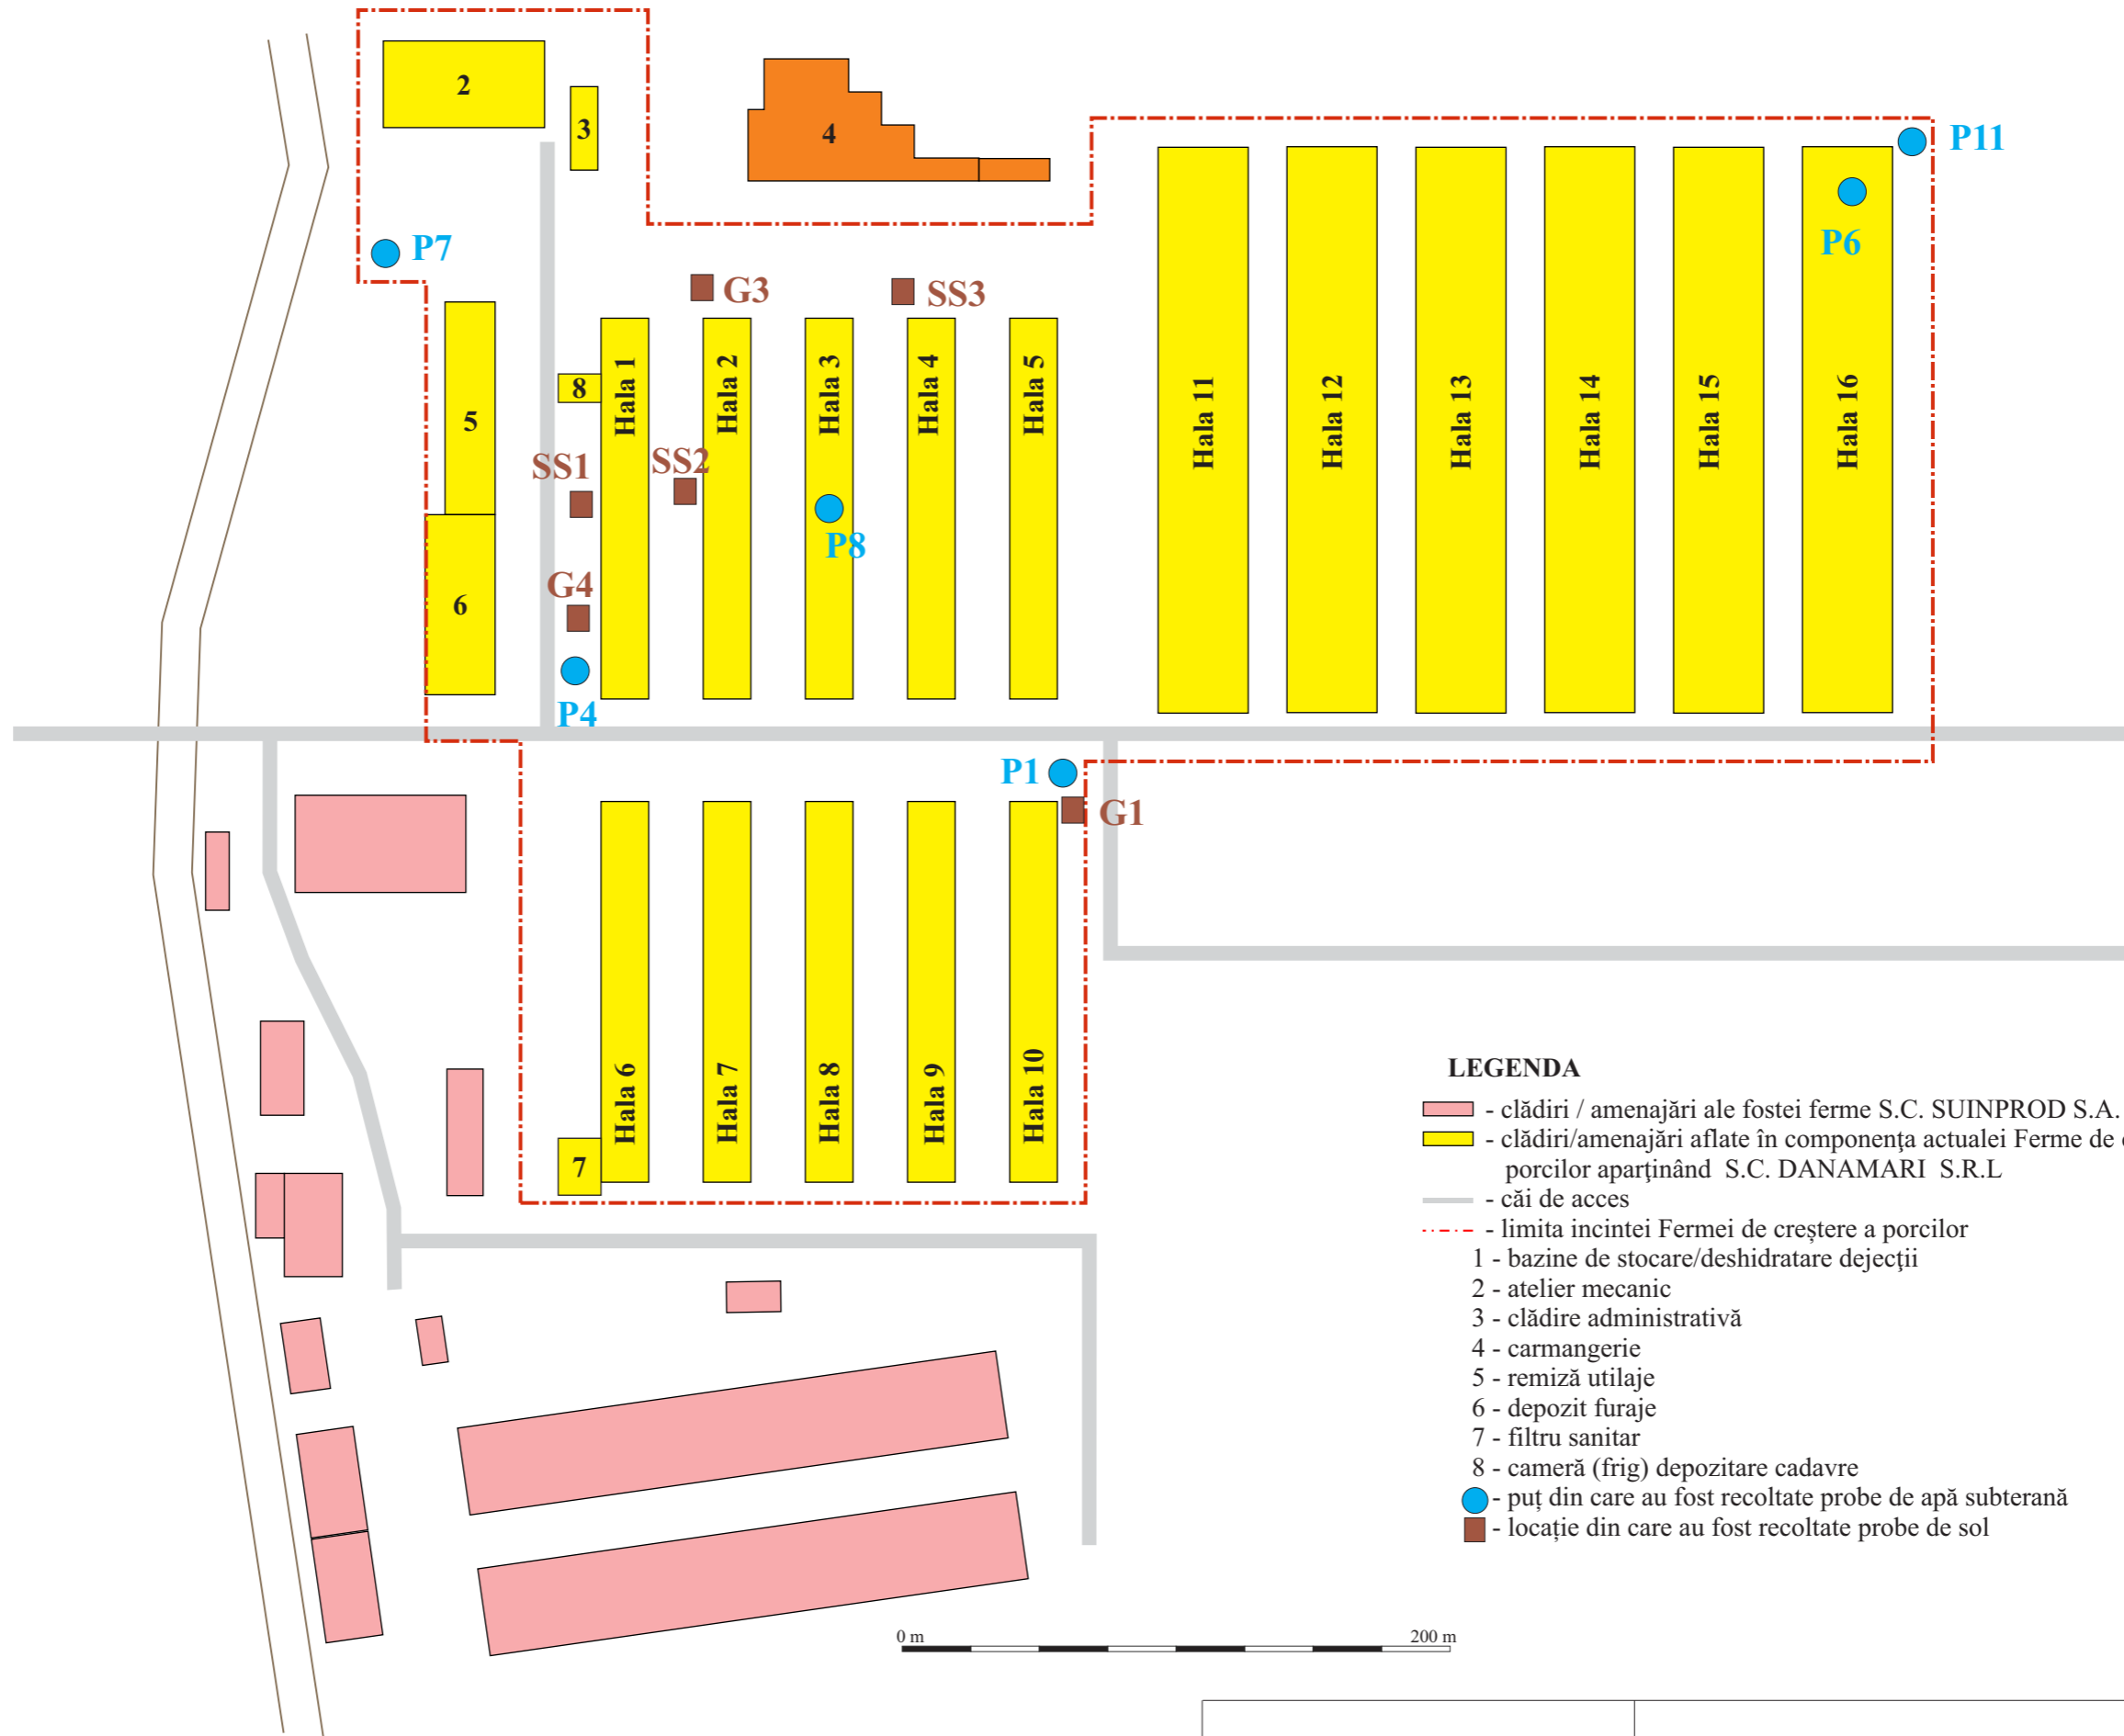 2
3
4
P11
P6
P7
G3
SS3
8
Hala 1
Hala 2
Hala 3
Hala 4
Hala 5
Hala 11
Hala 12
Hala 13
Hala 14
Hala 15
Hala 16
5
SS1
SS2
P8
G4
6
P4
P1
G1
Hala 6
Hala 7
Hala 8
Hala 9
Hala 10
7
LEGENDA
- clădiri / amenajări ale fostei ferme S.C. SUINPROD S.A.
- clădiri/amenajări aflate în componenţa actualei Ferme de
porcilor aparţinând S.C. DANAMARI S.R.L
- căi de acces
- limita incintei Fermei de creștere a porcilor
1 - bazine de stocare/deshidratare dejecţii
2 - atelier mecanic
3 - clădire administrativă
4 - carmangerie
5 - remiză utilaje
6 - depozit furaje
7 - filtru sanitar
8 - cameră (frig) depozitare cadavre
- puț din care au fost recoltate probe de apă subterană
- locație din care au fost recoltate probe de sol
0 m 200 m